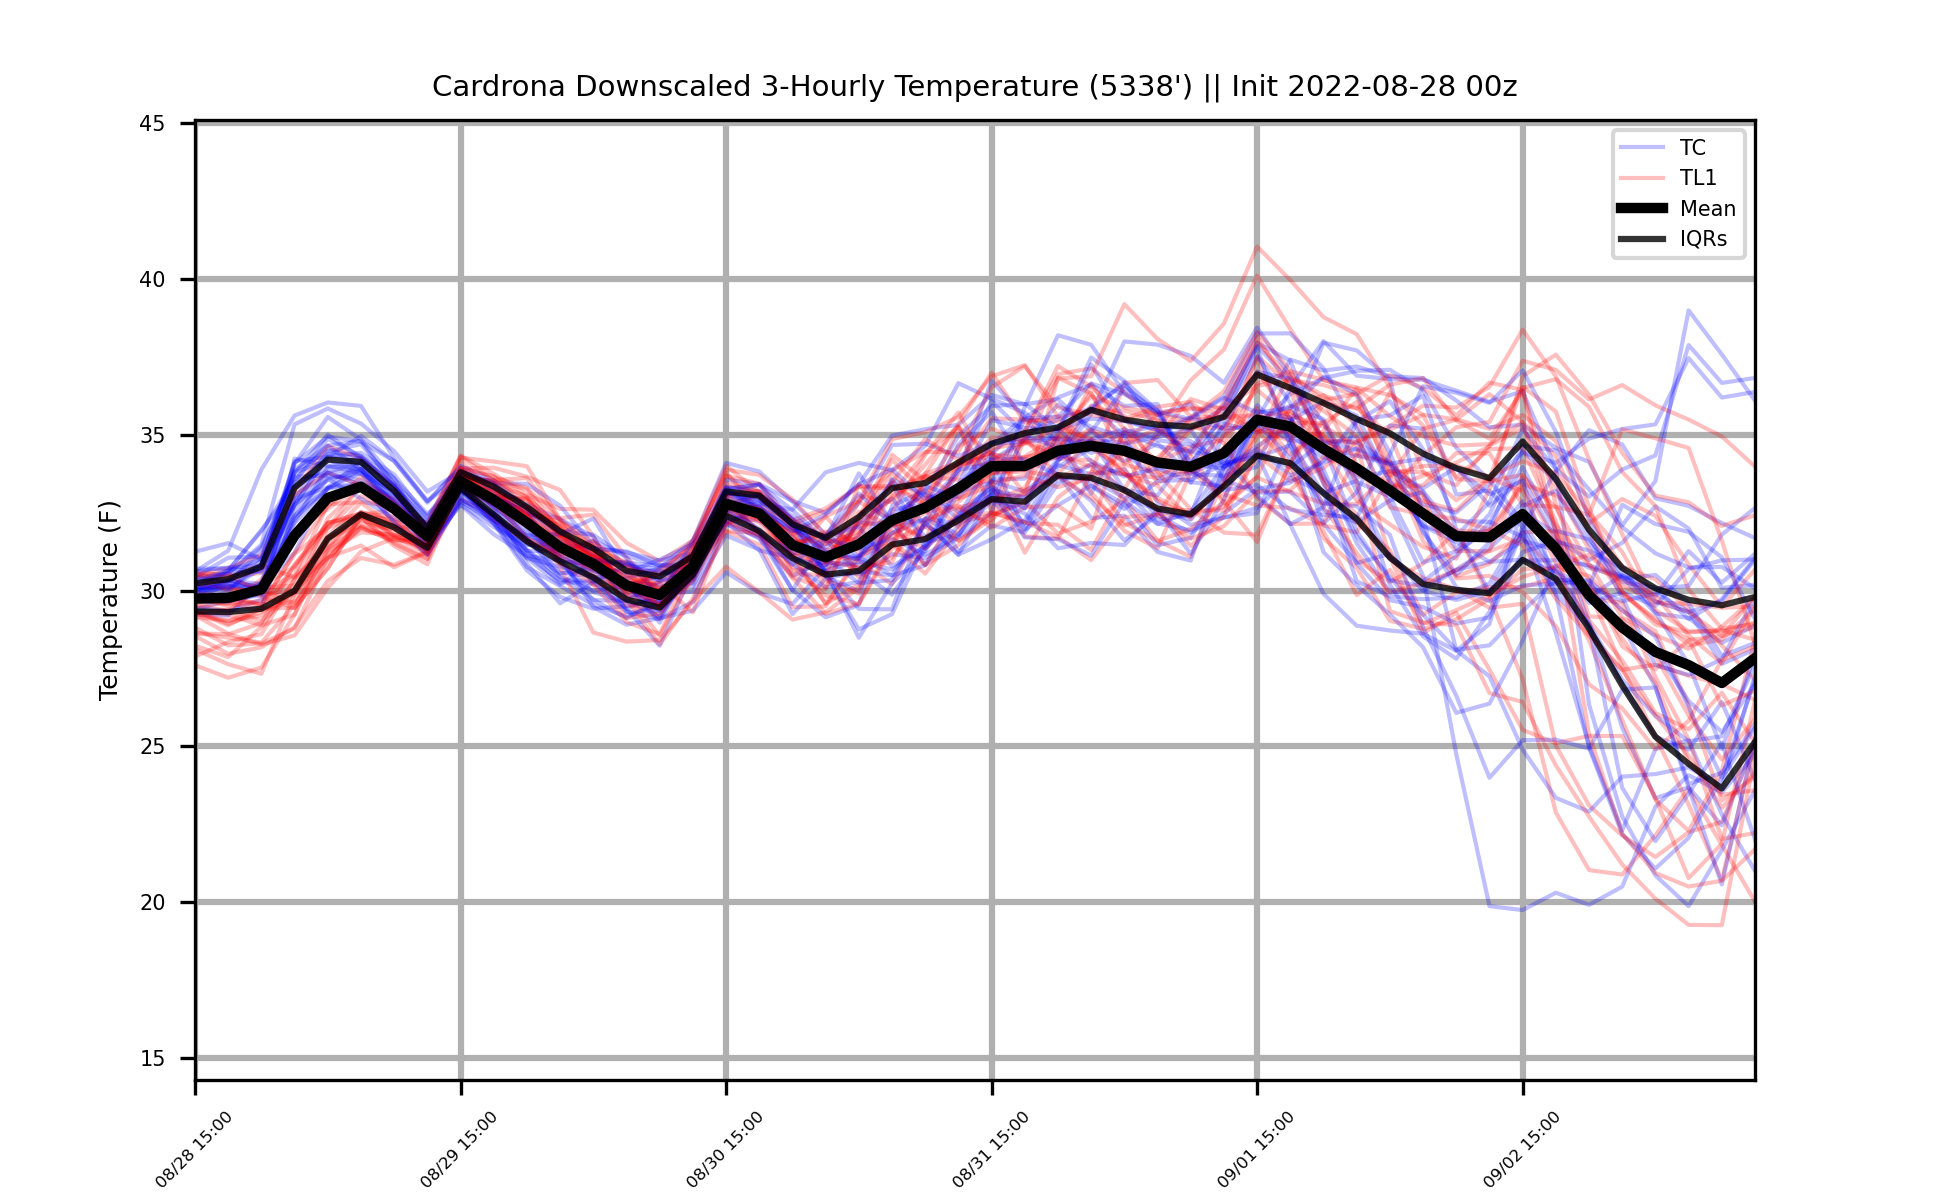 Cardrona Downscaled 3-Hourly Temperature (5338') || Init 2022-08-28 00z
TC
TL1
Mean
IQRs
Temperature (F)
45
40
35
30
25
20
15
08/28 15:00
08/29 15:00
08/30 15:00
08/31 15:00
09/01 15:00
09/02 15:00